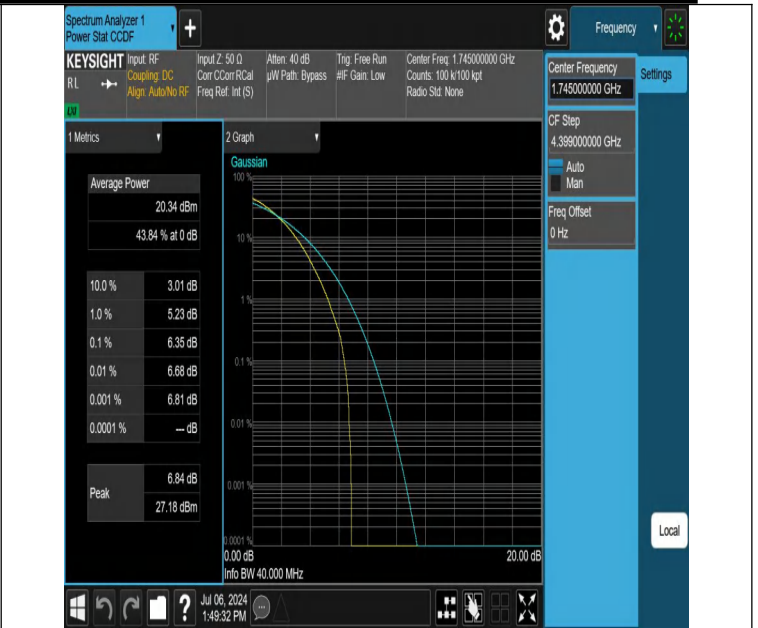 Spectrum Analyzer 1
Power Stat CCDF
+
Frequency
KEYSIGHT
RL
LXI
Input: RF
Coupling: DC
Align: Auto/No RF
Input Z: 50 Ω
Corr CCorr RCal
Freq Ref: Int (S)
Atten: 40 dB
µW Path: Bypass
Trig: Free Run
#IF Gain: Low
Center Freq: 1.745000000 GHz
Counts: 100 k/100 kpt
Radio Std: None
Center Frequency
1.745000000 GHz
Settings
CF Step
4.399000000 GHz
Auto
Man
Freq Offset
0 Hz
1 Metrics
Average Power
20.34 dBm
43.84 % at 0 dB
10.0 % 3.01 dB
1.0 % 5.23 dB
0.1 % 6.35 dB
0.01 % 6.68 dB
0.001 % 6.81 dB
0.0001 % --- dB
Peak
6.84 dB
27.18 dBm
2 Graph
Gaussian
100 %
10 %
1 %
0.1 %
0.01 %
0.001 %
0.0001 %
0.00 dB 20.00 dB
Info BW 40.000 MHz
Local
?
Jul 06, 2024
1:49:32 PM